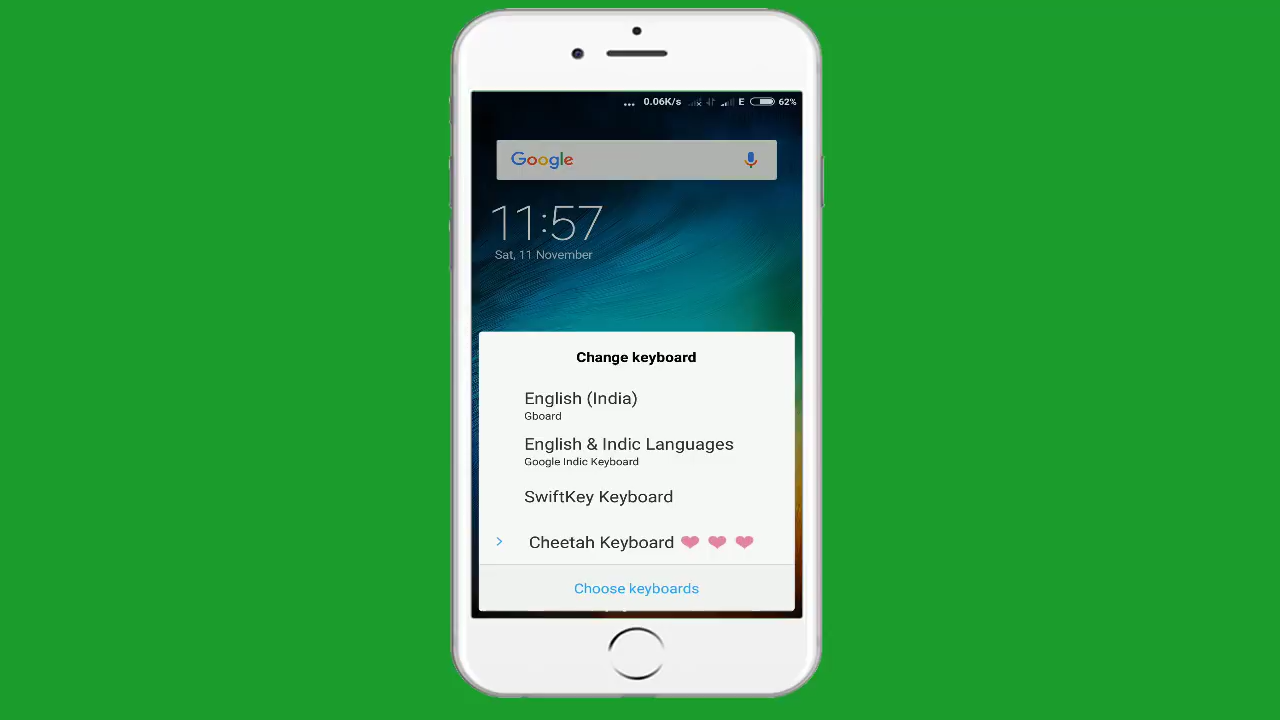 ... 0.06K/s E 62%
Google
11:57
Sat, 11 November
Change keyboard
English (India)
Gboard
English & Indic Languages
Google Indic Keyboard
SwiftKey Keyboard
Cheetah Keyboard
Choose keyboards